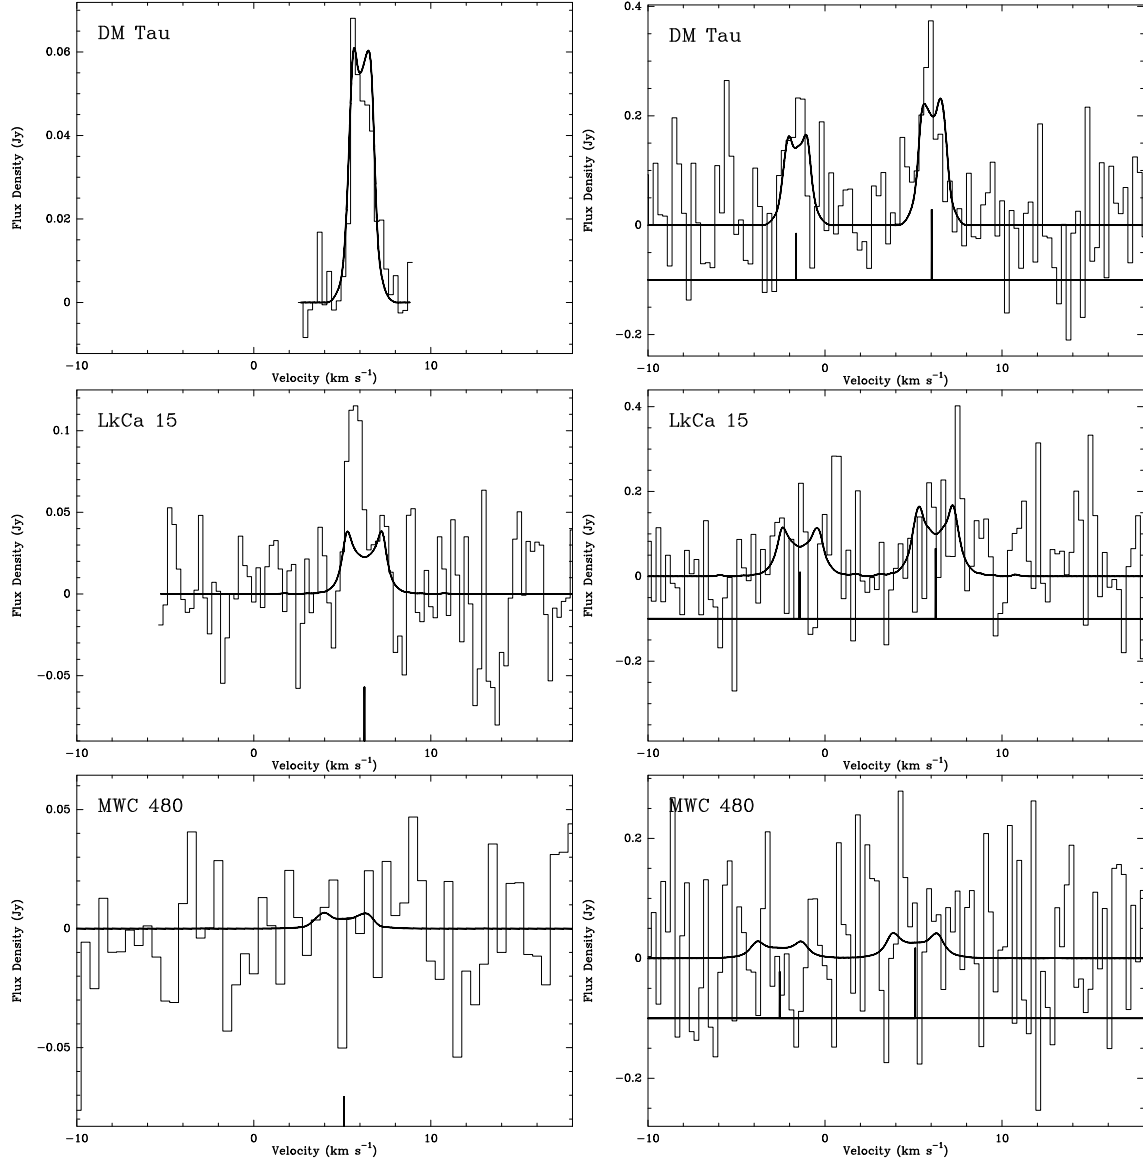 DM Tau
Flux Density (Jy)
0.06
0.04
0.02
0
−10
0
10
Velocity (km s⁻¹)
DM Tau
Flux Density (Jy)
0.4
0.2
0
−0.2
−10
0
10
Velocity (km s⁻¹)
LkCa 15
Flux Density (Jy)
0.1
0.05
0
−0.05
−10
0
10
Velocity (km s⁻¹)
LkCa 15
Flux Density (Jy)
0.4
0.2
0
−0.2
−10
0
10
Velocity (km s⁻¹)
MWC 480
Flux Density (Jy)
0.05
0
−0.05
−10
0
10
Velocity (km s⁻¹)
MWC 480
Flux Density (Jy)
0.2
0
−0.2
−10
0
10
Velocity (km s⁻¹)